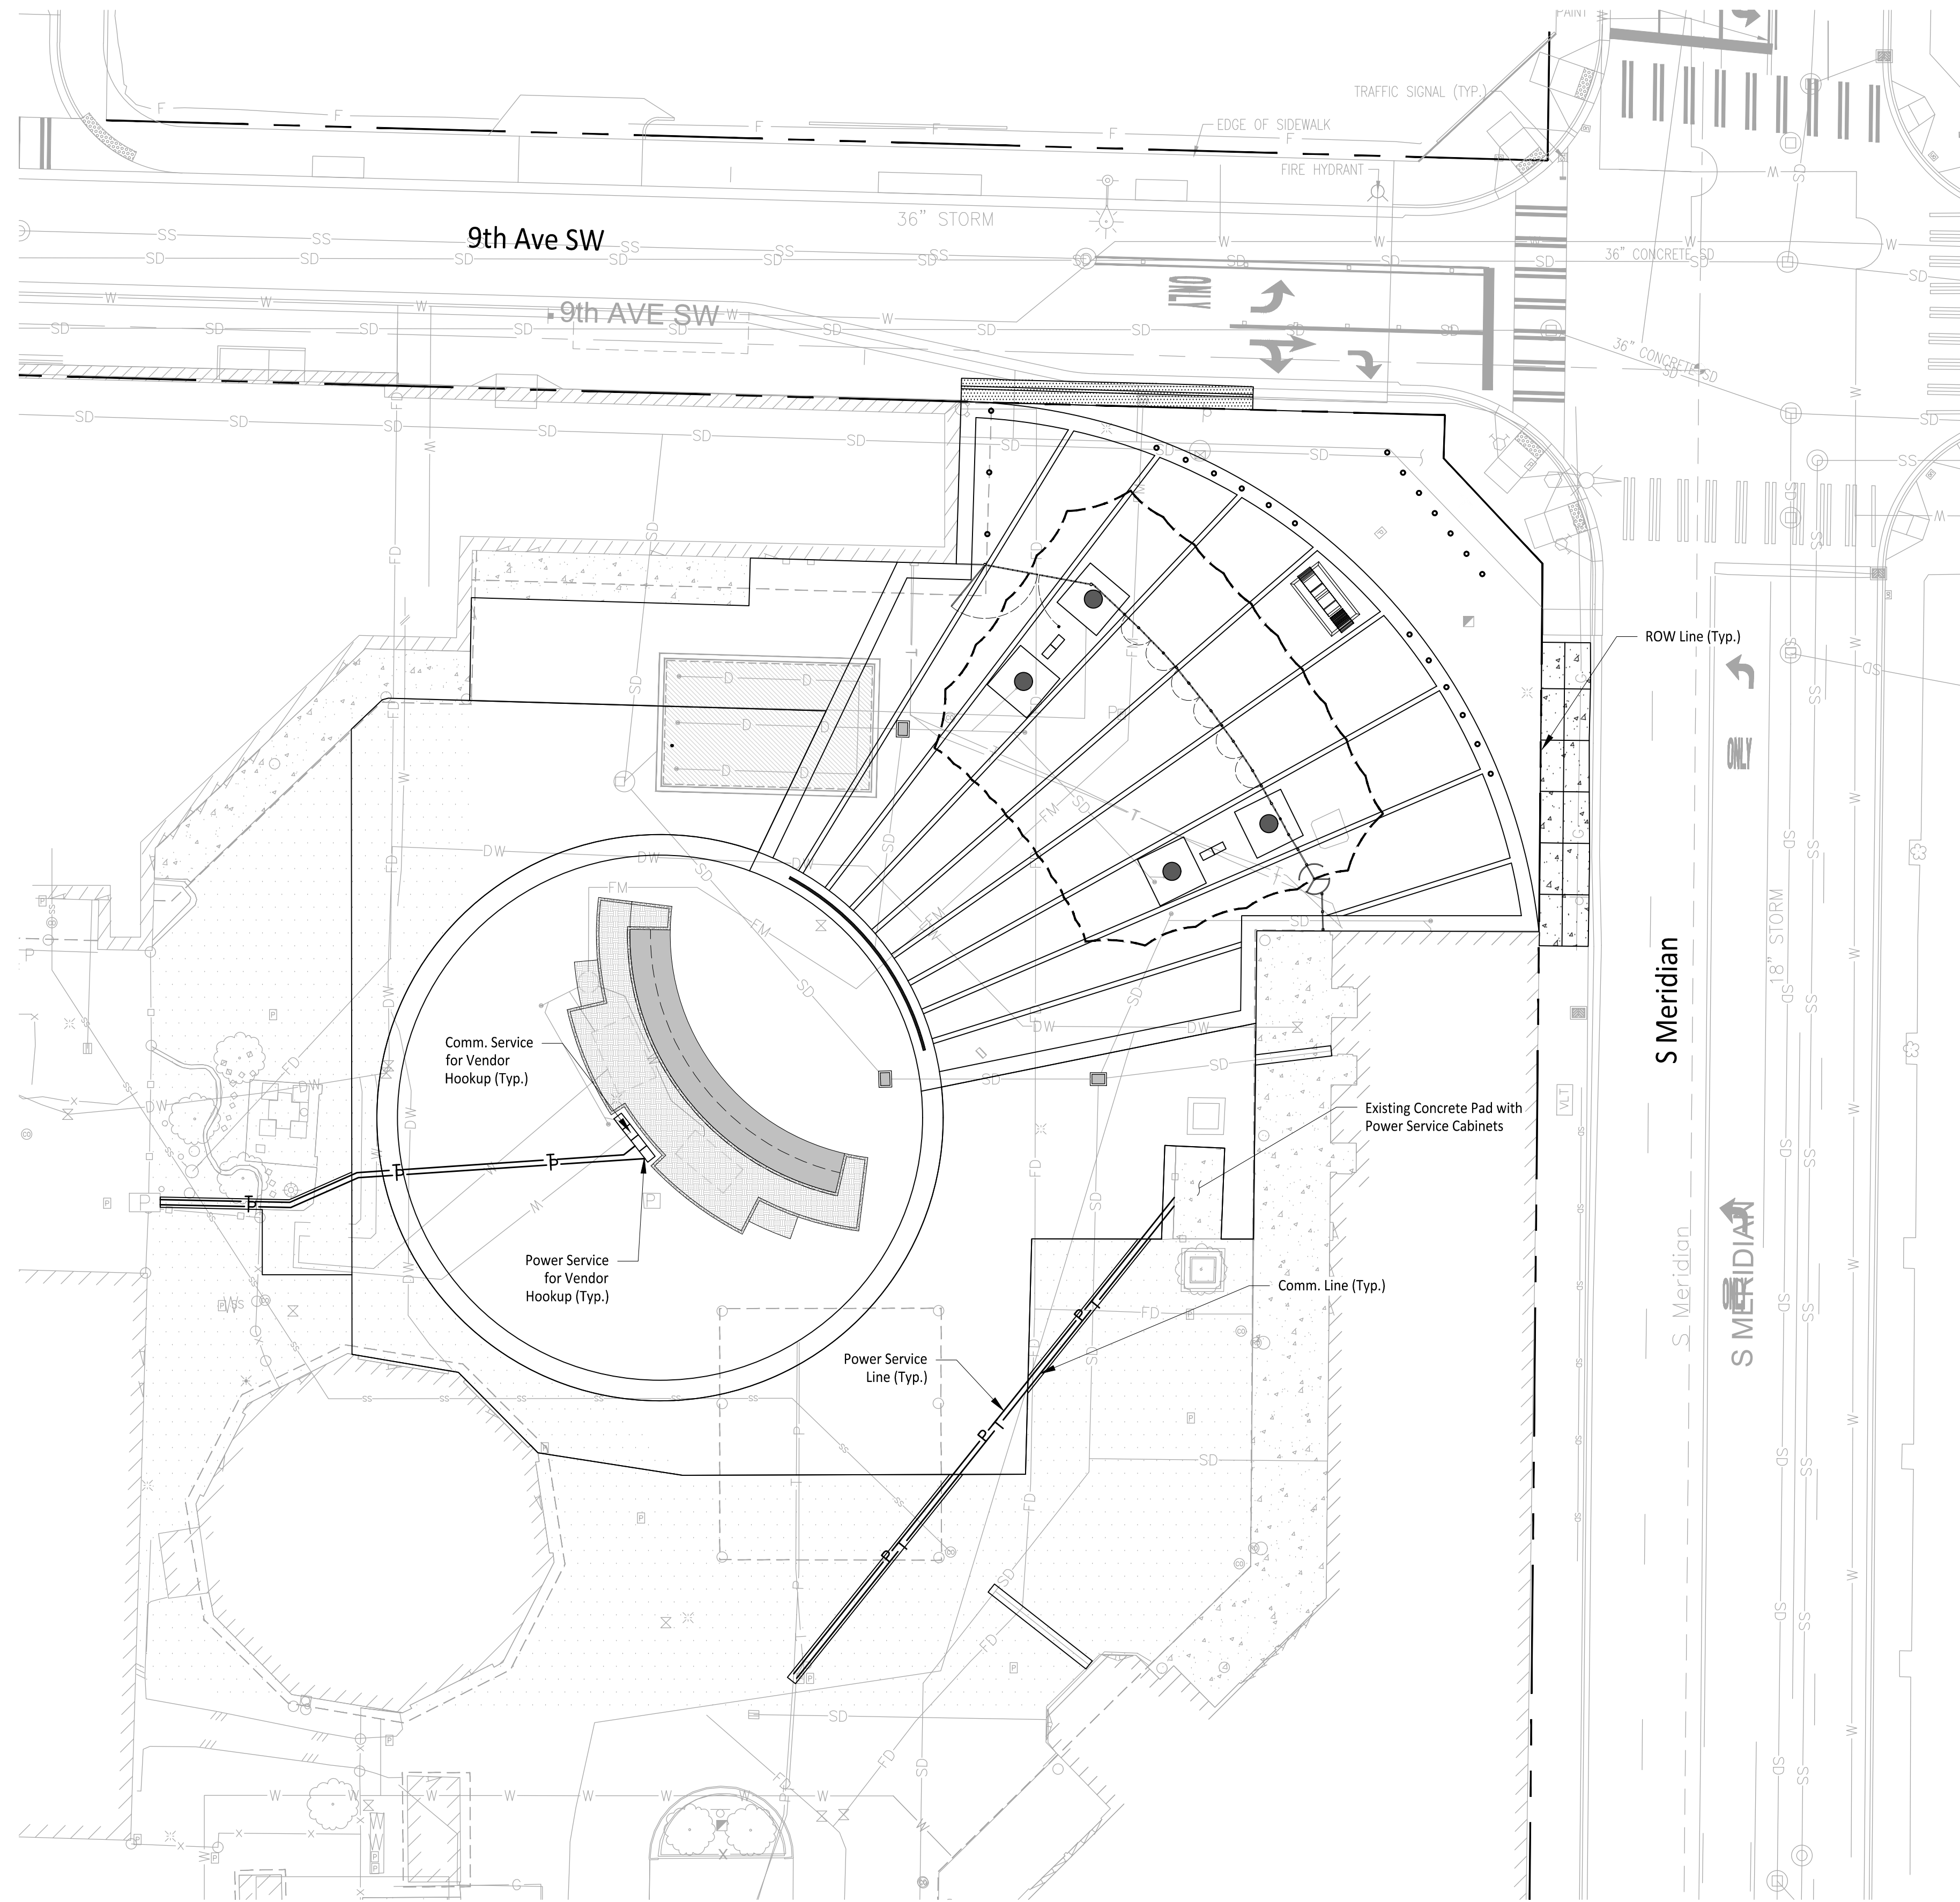 PAINT
TRAFFIC SIGNAL (TYP.)
EDGE OF SIDEWALK
FIRE HYDRANT
36" STORM
9th Ave SW
36" CONCRETE SD
ONLY
9th AVE SW
36" CONCRETE SD
ROW Line (Typ.)
ONLY
S Meridian
18" STORM
Comm. Service
for Vendor
Hookup (Typ.)
VLT
Existing Concrete Pad with
Power Service Cabinets
Power Service
for Vendor
Hookup (Typ.)
Comm. Line (Typ.)
S Meridian
ONLY
S MERIDIAN
Power Service
Line (Typ.)